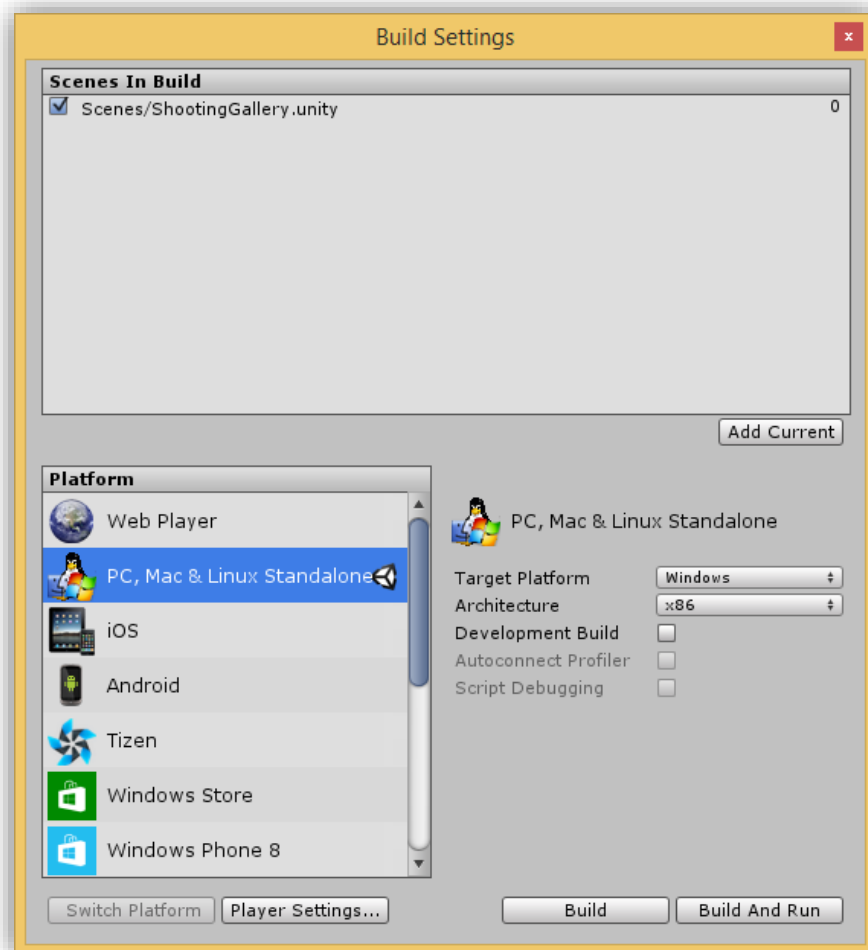 Build Settings
x
Scenes In Build
Scenes/ShootingGallery.unity 0
Add Current
Platform
Web Player
PC, Mac & Linux Standalone
iOS
Android
Tizen
Windows Store
Windows Phone 8
PC, Mac & Linux Standalone
Target Platform Windows
Architecture x86
Development Build
Autoconnect Profiler
Script Debugging
Switch Platform Player Settings... Build Build And Run